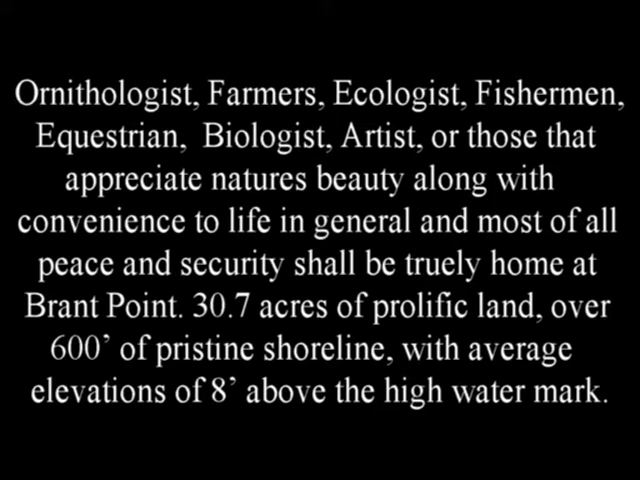 Ornithologist, Farmers, Ecologist, Fishermen,
Equestrian, Biologist, Artist, or those that
appreciate natures beauty along with
convenience to life in general and most of all
peace and security shall be truely home at
Brant Point. 30.7 acres of prolific land, over
600’ of pristine shoreline, with average
elevations of 8’ above the high water mark.